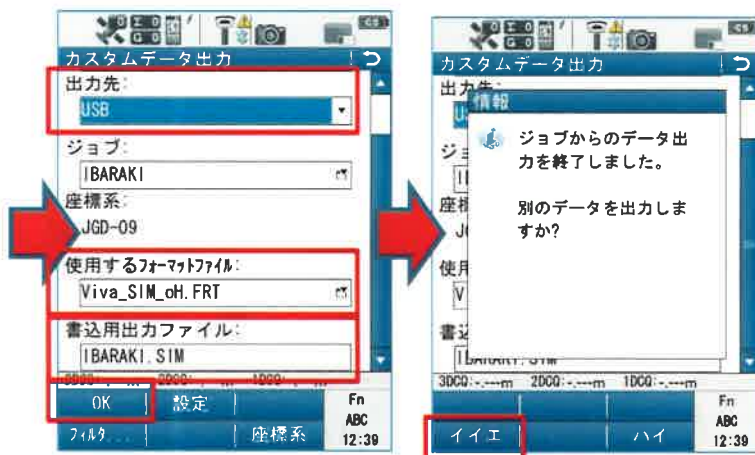 カスタムデータ出力
出力先:
USB
ジョブ:
IBARAKI
座標系:
JGD-09
使用するフォーマットファイル:
Viva_SIM_oH.FRT
書込用出力ファイル:
IBARAKI.SIM
OK
設定
Fn
ABC
フィルタ...
座標系
12:39
カスタムデータ出力
出力先:
情報
ジョブからのデータ出
力を終了しました。
別のデータを出力しま
すか?
3DCQ:-.---m 2DCQ:-.---m 1DCQ:-.---m
Fn
ABC
イイエ
ハイ
12:39